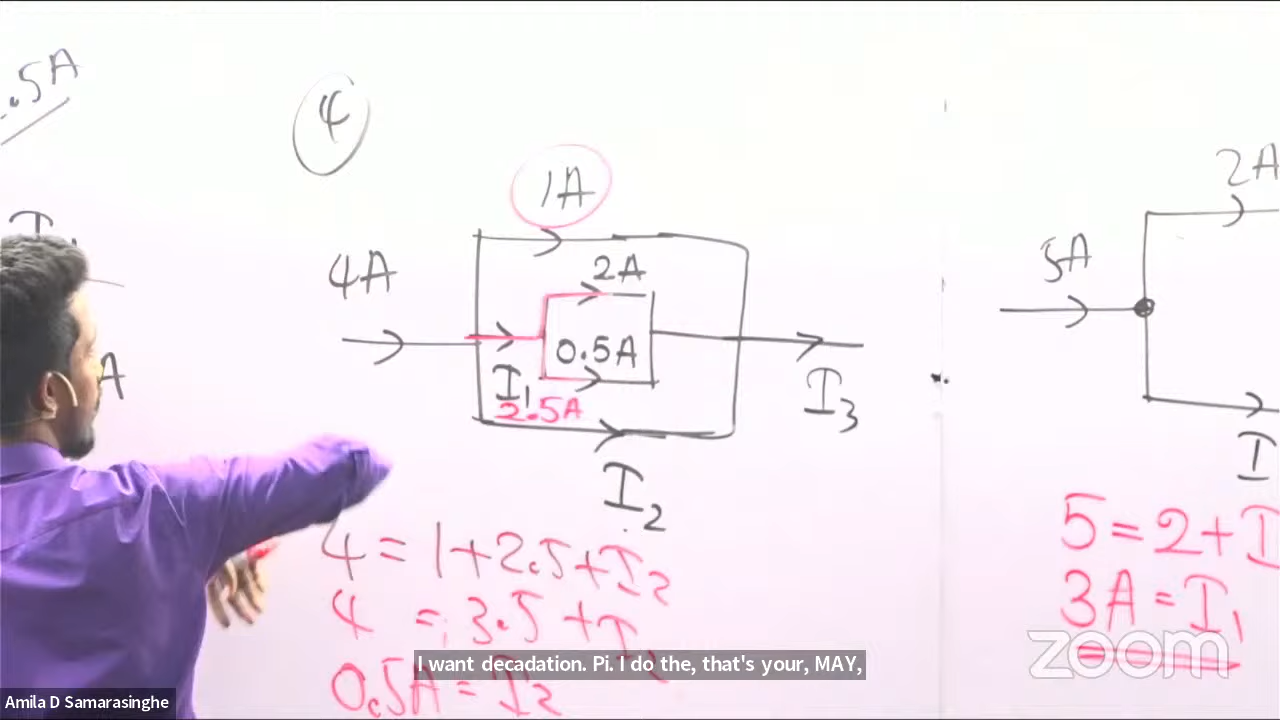 .5A
4
1A
2A
4A
2A
5A
0.5A
I₁
A
2.5A
I₃
I₂
I
4 = 1+2.5+I₂
5=2+I
4 = 3.5 +I
3A = I₁
0.5A = I₂
zoom
I want decadation. Pi. I do the, that's your, MAY,
Amila D Samarasinghe